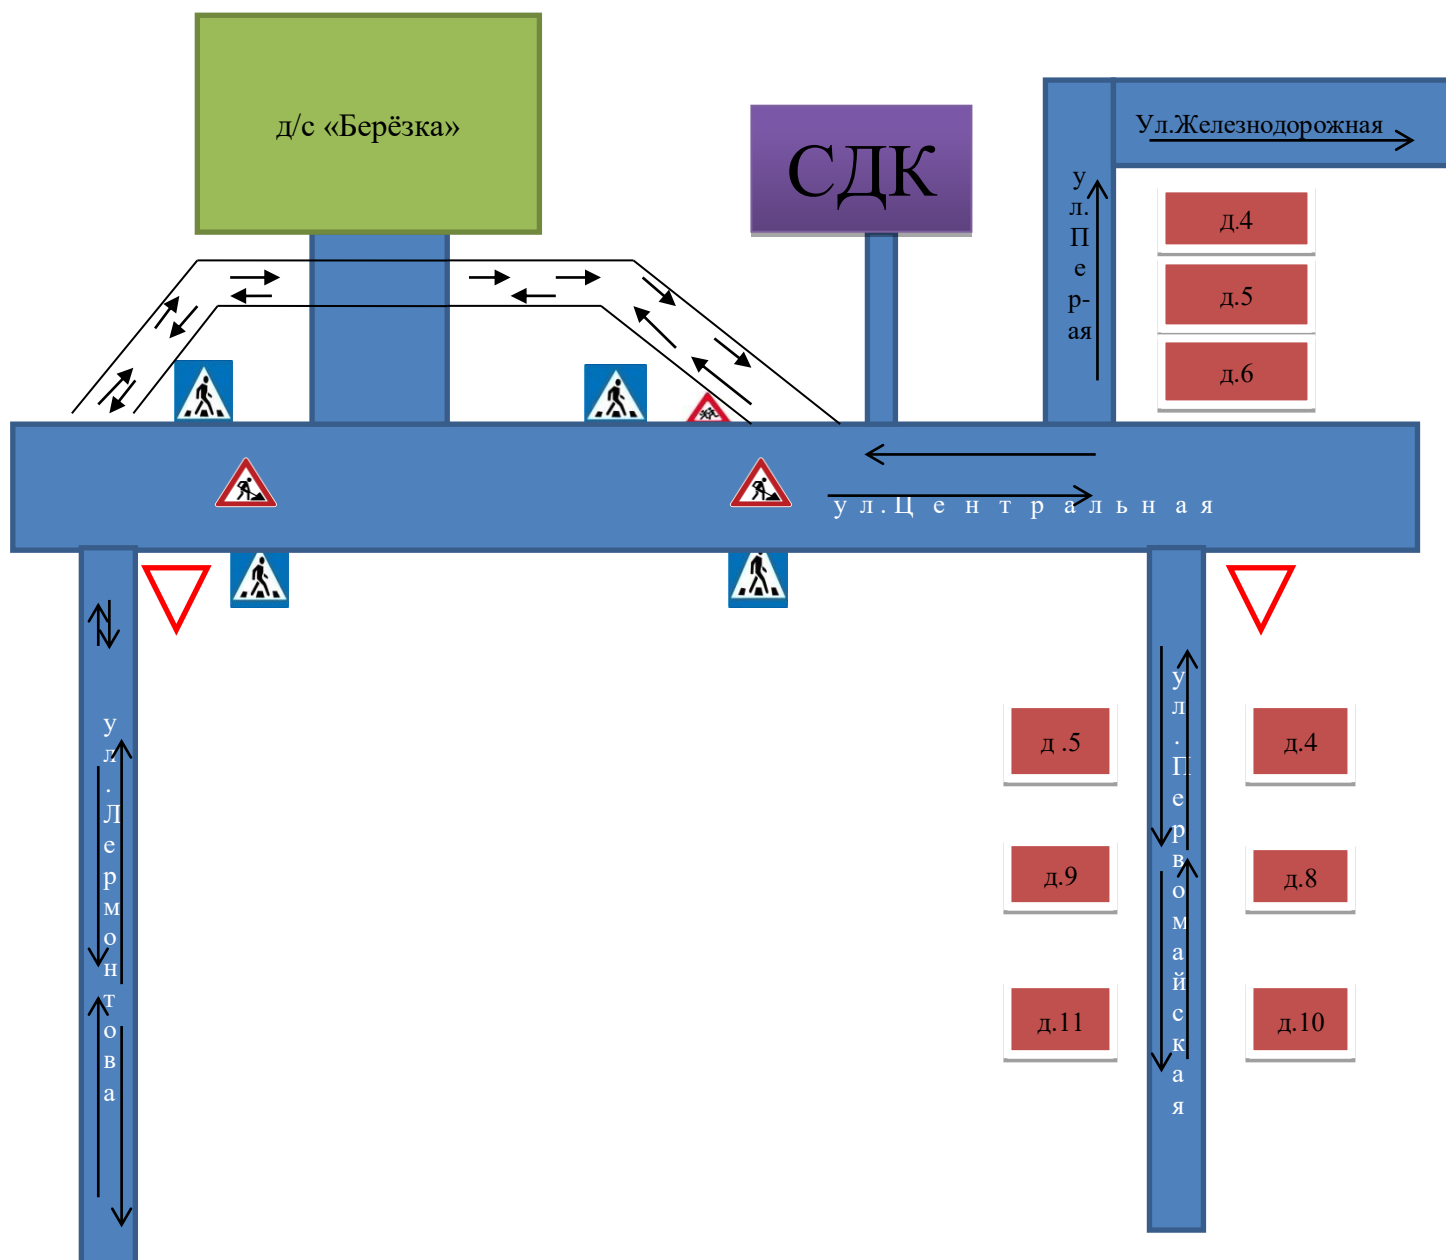 д/с «Берёзка»
СДК
Ул.Железнодорожная
ул.Пер-ая
д.4
д.5
д.6
ул.Центральная
ул.Лермонтова
ул.Первомайская
д .5
д.4
д.9
д.8
д.11
д.10